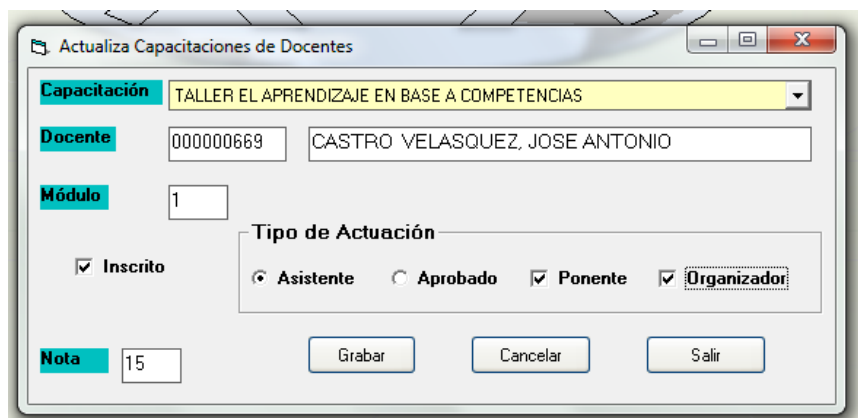 Actualiza Capacitaciones de Docentes
Capacitación TALLER EL APRENDIZAJE EN BASE A COMPETENCIAS
Docente 000000669 CASTRO VELASQUEZ, JOSE ANTONIO
Módulo 1
Tipo de Actuación
Inscrito Asistente Aprobado Ponente Organizador
Nota 15 Grabar Cancelar Salir